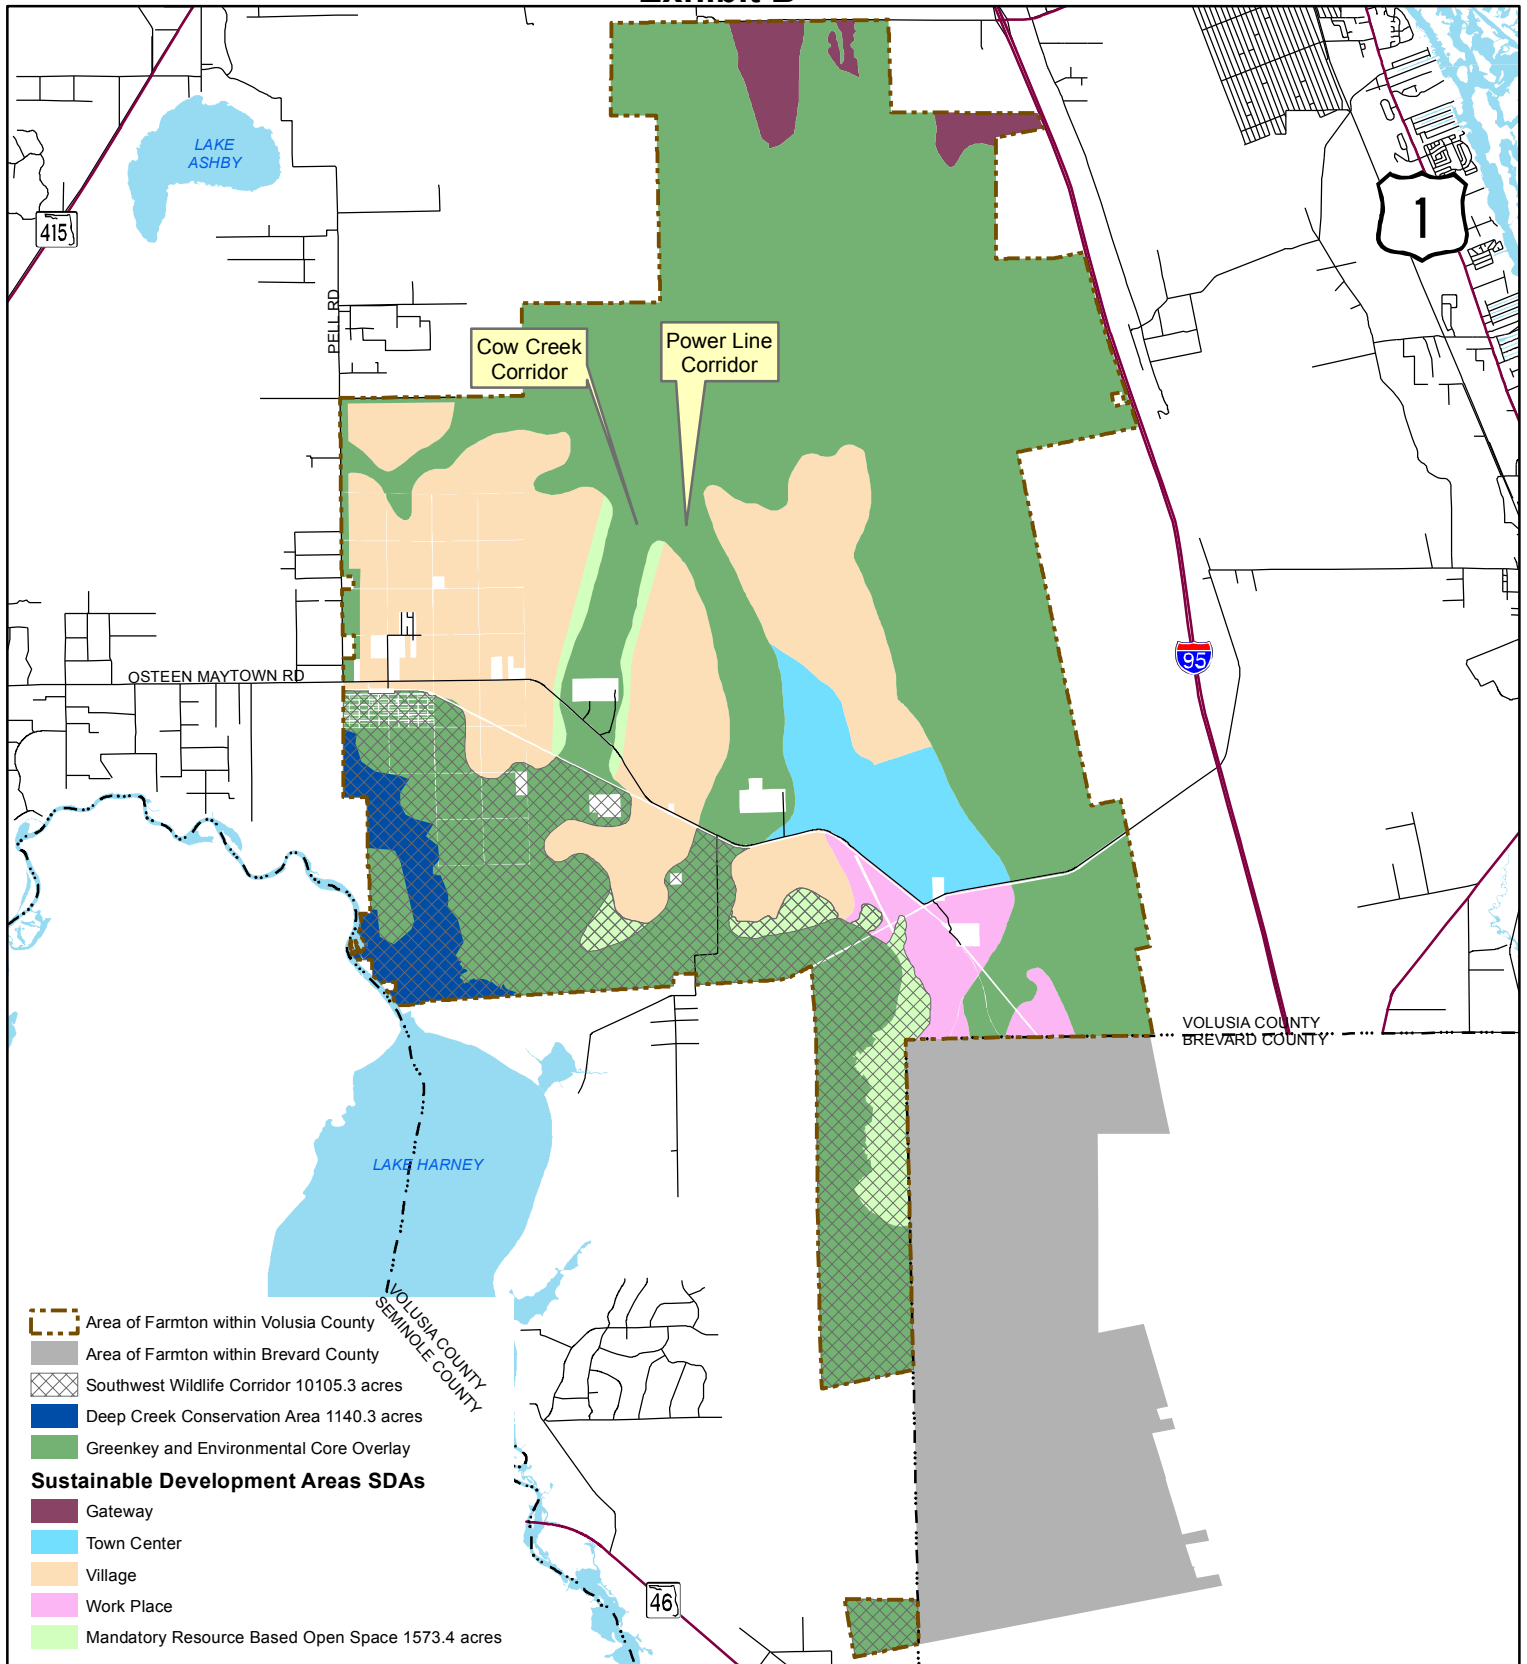 Exhibit B
LAKE
ASHBY
415
1
PELL RD
Cow Creek
Corridor
Power Line
Corridor
OSTEEN MAYTOWN RD
95
VOLUSIA COUNTY
BREVARD COUNTY
LAKE HARNEY
VOLUSIA COUNTY
SEMINOLE COUNTY
Area of Farmton within Volusia County
Area of Farmton within Brevard County
Southwest Wildlife Corridor 10105.3 acres
Deep Creek Conservation Area 1140.3 acres
Greenkey and Environmental Core Overlay
Sustainable Development Areas SDAs
Gateway
Town Center
Village
Work Place
Mandatory Resource Based Open Space 1573.4 acres
46